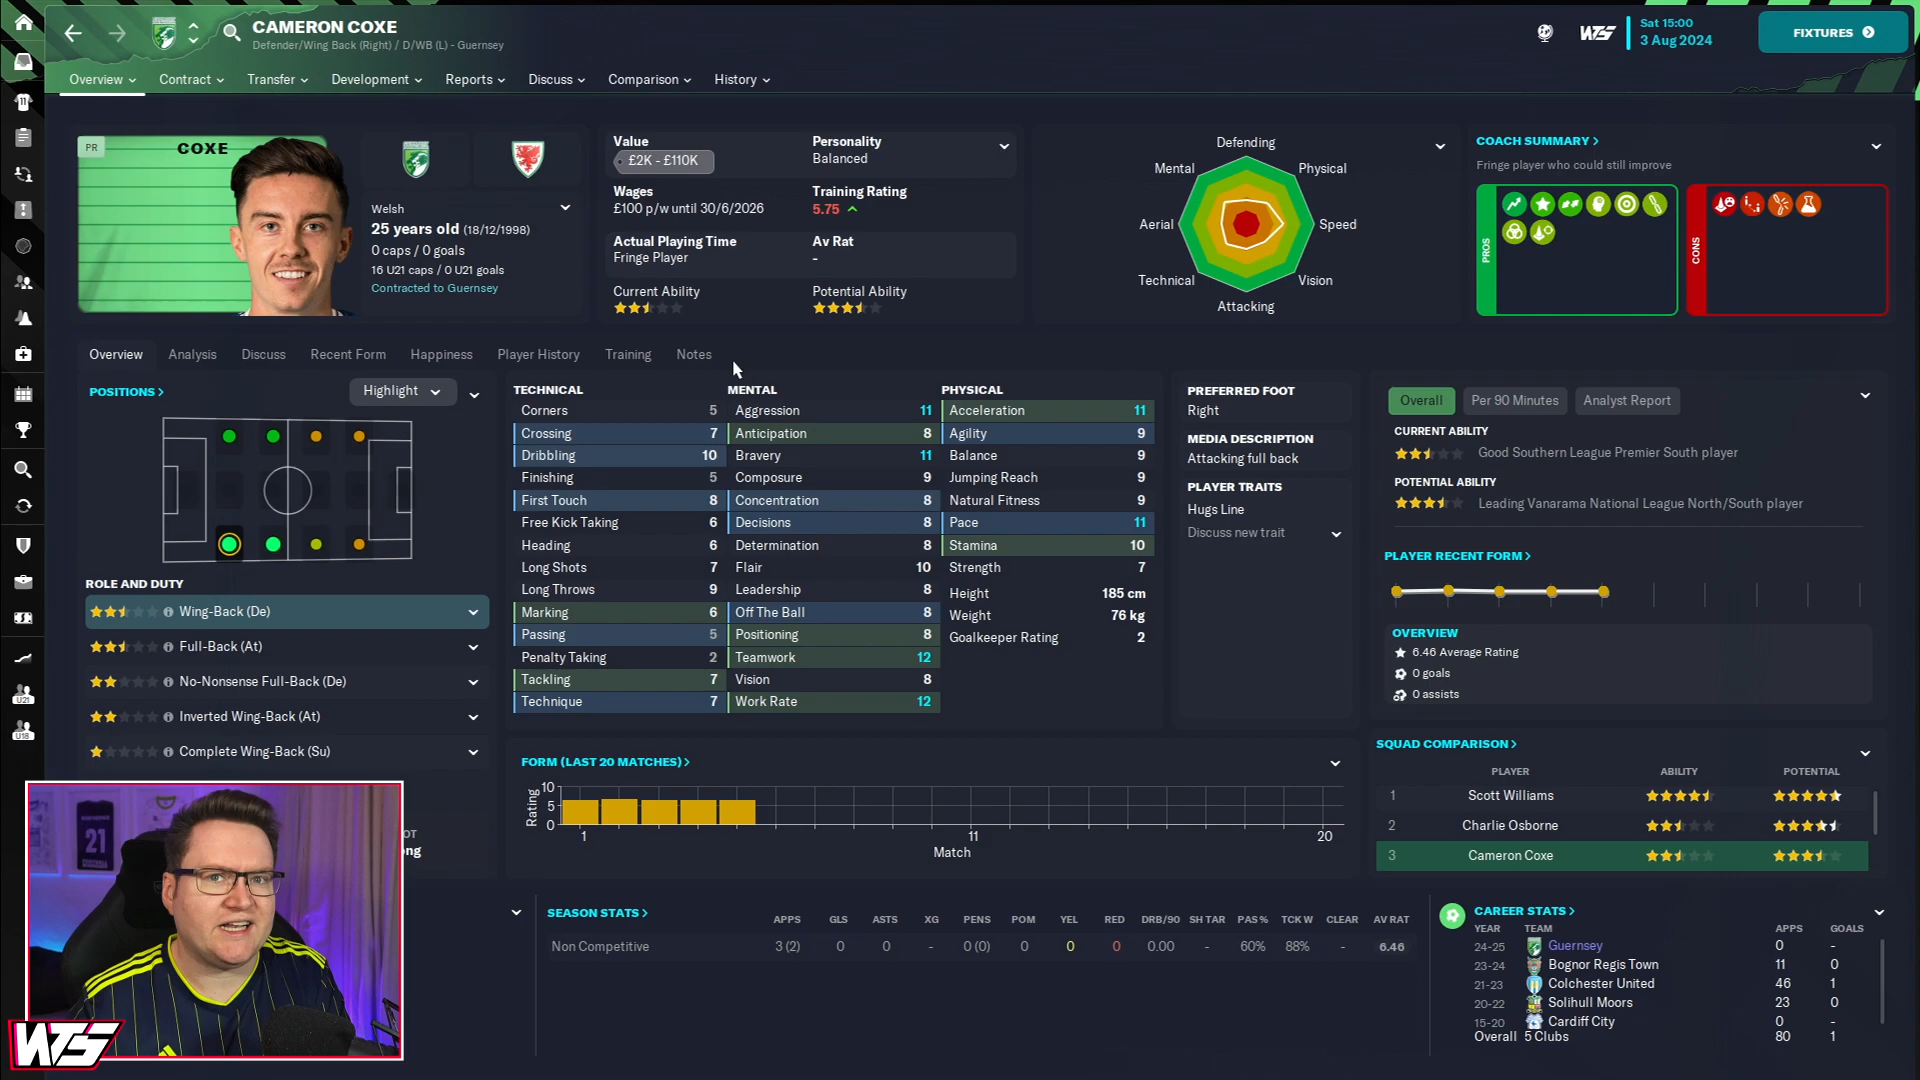 CAMERON COXE
Defender/Wing Back (Right) / D/WB (L) - Guernsey
WTS
Sat 15:00
3 Aug 2024
FIXTURES
Overview
Contract
Transfer
Development
Reports
Discuss
Comparison
History
11
PR
COXE
Welsh
25 years old (18/12/1998)
0 caps / 0 goals
16 U21 caps / 0 U21 goals
Contracted to Guernsey
Value
£2K - £110K
Personality
Balanced
Wages
£100 p/w until 30/6/2026
Training Rating
5.75
Actual Playing Time
Fringe Player
Av Rat
-
Current Ability
Potential Ability
Defending
Mental
Physical
Aerial
Speed
Technical
Vision
Attacking
COACH SUMMARY >
Fringe player who could still improve
PROS
CONS
Overview
Analysis
Discuss
Recent Form
Happiness
Player History
Training
Notes
POSITIONS >
Highlight
ROLE AND DUTY
Wing-Back (De)
Full-Back (At)
No-Nonsense Full-Back (De)
Inverted Wing-Back (At)
Complete Wing-Back (Su)
TECHNICAL
Corners 5
Crossing 7
Dribbling 10
Finishing 5
First Touch 8
Free Kick Taking 6
Heading 6
Long Shots 7
Long Throws 9
Marking 6
Passing 5
Penalty Taking 2
Tackling 7
Technique 7
MENTAL
Aggression 11
Anticipation 8
Bravery 11
Composure 9
Concentration 8
Decisions 8
Determination 8
Flair 10
Leadership 8
Off The Ball 8
Positioning 8
Teamwork 12
Vision 8
Work Rate 12
PHYSICAL
Acceleration 11
Agility 9
Balance 9
Jumping Reach 9
Natural Fitness 9
Pace 11
Stamina 10
Strength 7
Height 185 cm
Weight 76 kg
Goalkeeper Rating 2
PREFERRED FOOT
Right
MEDIA DESCRIPTION
Attacking full back
PLAYER TRAITS
Hugs Line
Discuss new trait
Overall
Per 90 Minutes
Analyst Report
CURRENT ABILITY
Good Southern League Premier South player
POTENTIAL ABILITY
Leading Vanarama National League North/South player
PLAYER RECENT FORM >
OVERVIEW
6.46 Average Rating
0 goals
0 assists
FORM (LAST 20 MATCHES) >
Rating
10
5
0
1 11 20
Match
SQUAD COMPARISON >
PLAYER ABILITY POTENTIAL
1 Scott Williams
2 Charlie Osborne
3 Cameron Coxe
U21
U18
21
OT
ong
WTS
SEASON STATS >
APPS GLS ASTS XG PENS POM YEL RED DRB/90 SH TAR PAS % TCK W CLEAR AV RAT
Non Competitive 3 (2) 0 0 - 0 (0) 0 0 0 0.00 - 60% 88% - 6.46
CAREER STATS >
YEAR TEAM APPS GOALS
24-25 Guernsey 0 -
23-24 Bognor Regis Town 11 0
21-23 Colchester United 46 1
20-22 Solihull Moors 23 0
15-20 Cardiff City 0 -
Overall 5 Clubs 80 1